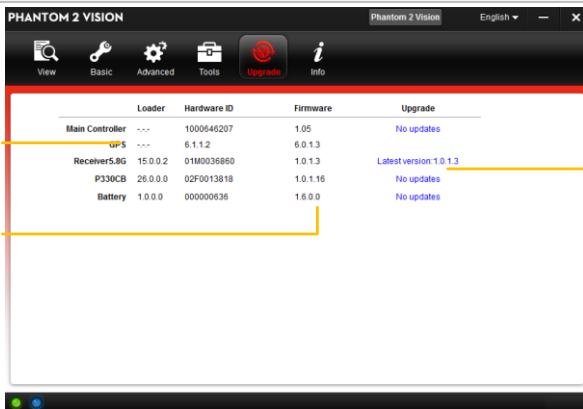 PHANTOM 2 VISION Phantom 2 Vision English
View Basic Advanced Tools Upgrade Info
Loader Hardware ID Firmware Upgrade
Main Controller -.-.- 1000646207 1.05 No updates
GPS -.-.- 6.1.1.2 6.0.1.3
Receiver5.8G 15.0.0.2 01M0036860 1.0.1.3 Latest version:1.0.1.3
P330CB 26.0.0.0 02F0013818 1.0.1.16 No updates
Battery 1.0.0.0 000000636 1.6.0.0 No updates